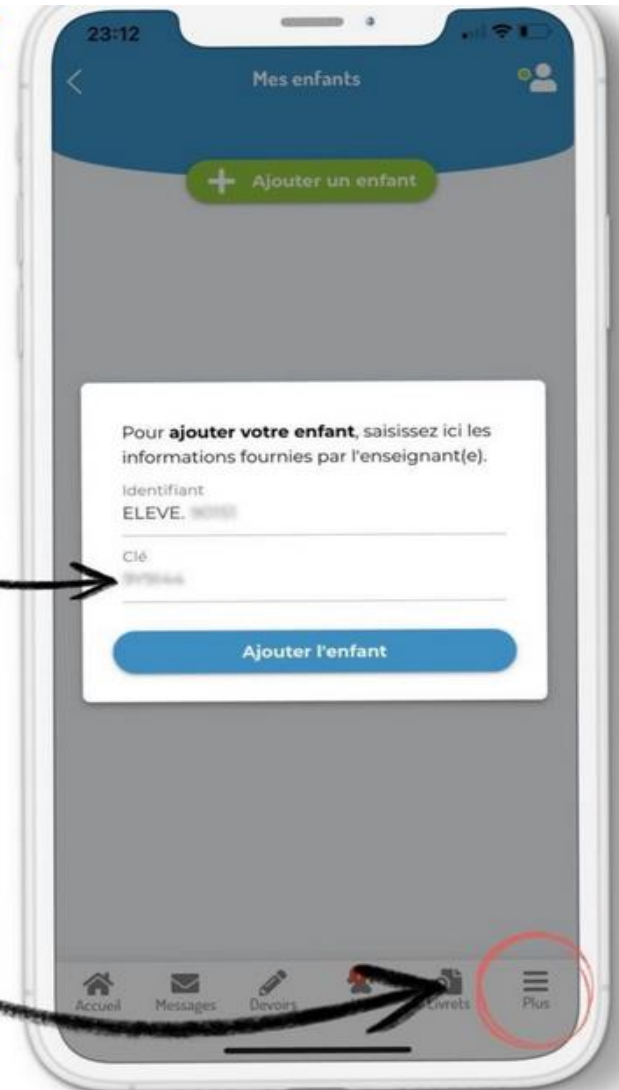 23:12
Mes enfants
Ajouter un enfant
Pour ajouter votre enfant, saisissez ici les
informations fournies par l'enseignant(e).
Identifiant
ELEVE.
Clé
Ajouter l'enfant
Accueil
Messages
Devoirs
Livrets
Plus